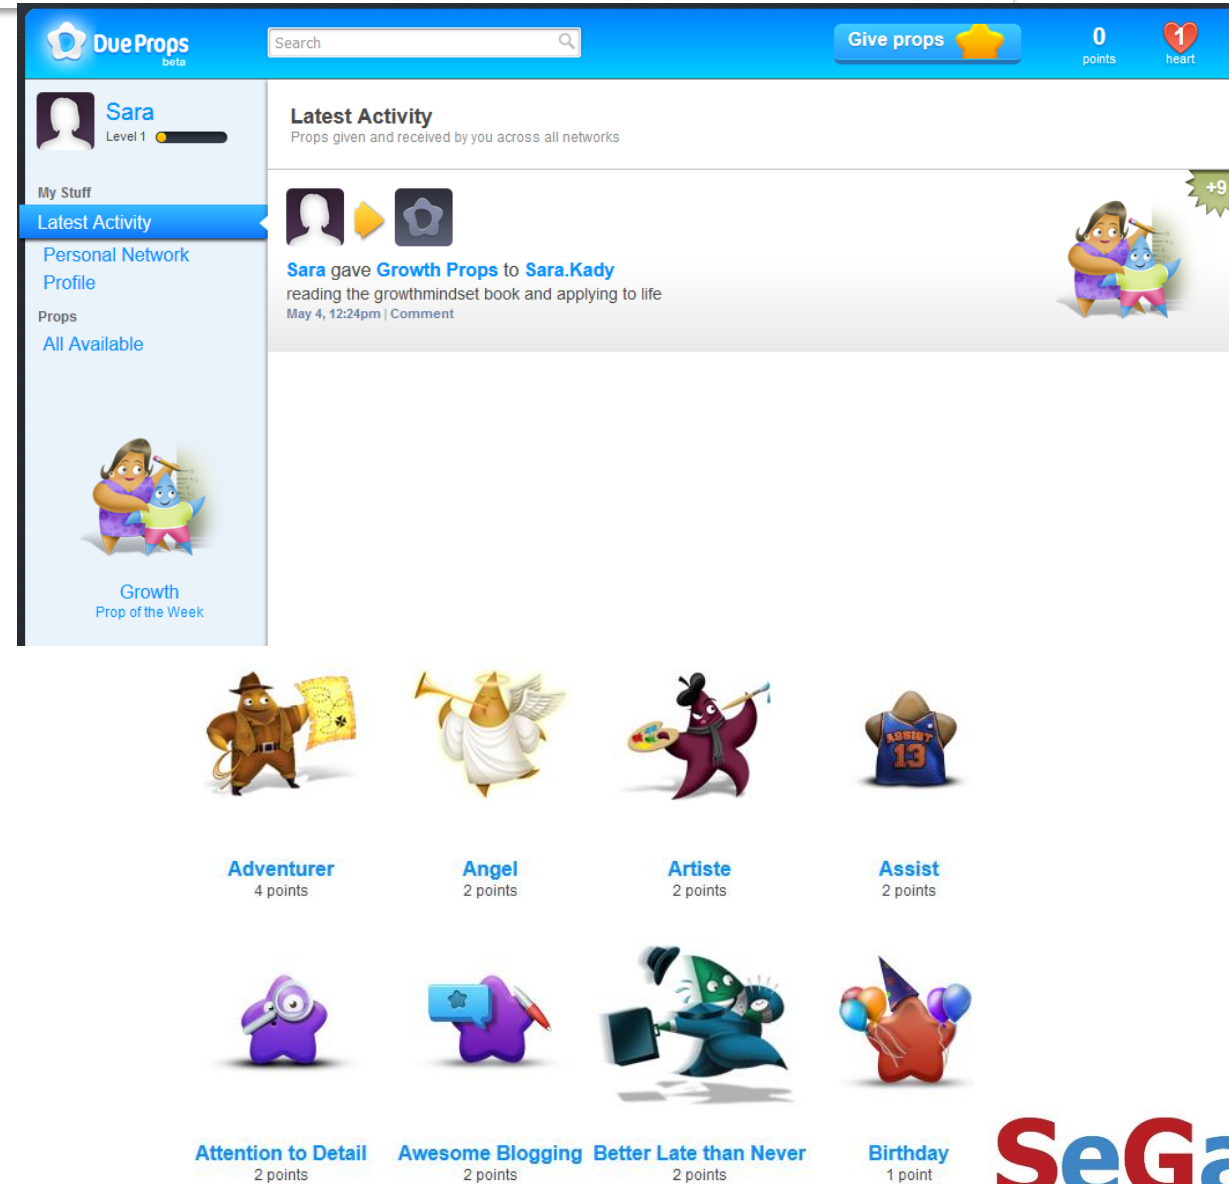 Due Props
beta
Search
Give props
0
points
1
heart
Sara
Level 1
My Stuff
Latest Activity
Personal Network
Profile
Props
All Available
Growth
Prop of the Week
Latest Activity
Props given and received by you across all networks
+9
Sara gave Growth Props to Sara.Kady
reading the growthmindset book and applying to life
May 4, 12:24pm | Comment
ASSIST
13
Adventurer
4 points
Angel
2 points
Artiste
2 points
Assist
2 points
Attention to Detail
2 points
Awesome Blogging
2 points
Better Late than Never
2 points
Birthday
1 point
SeGa